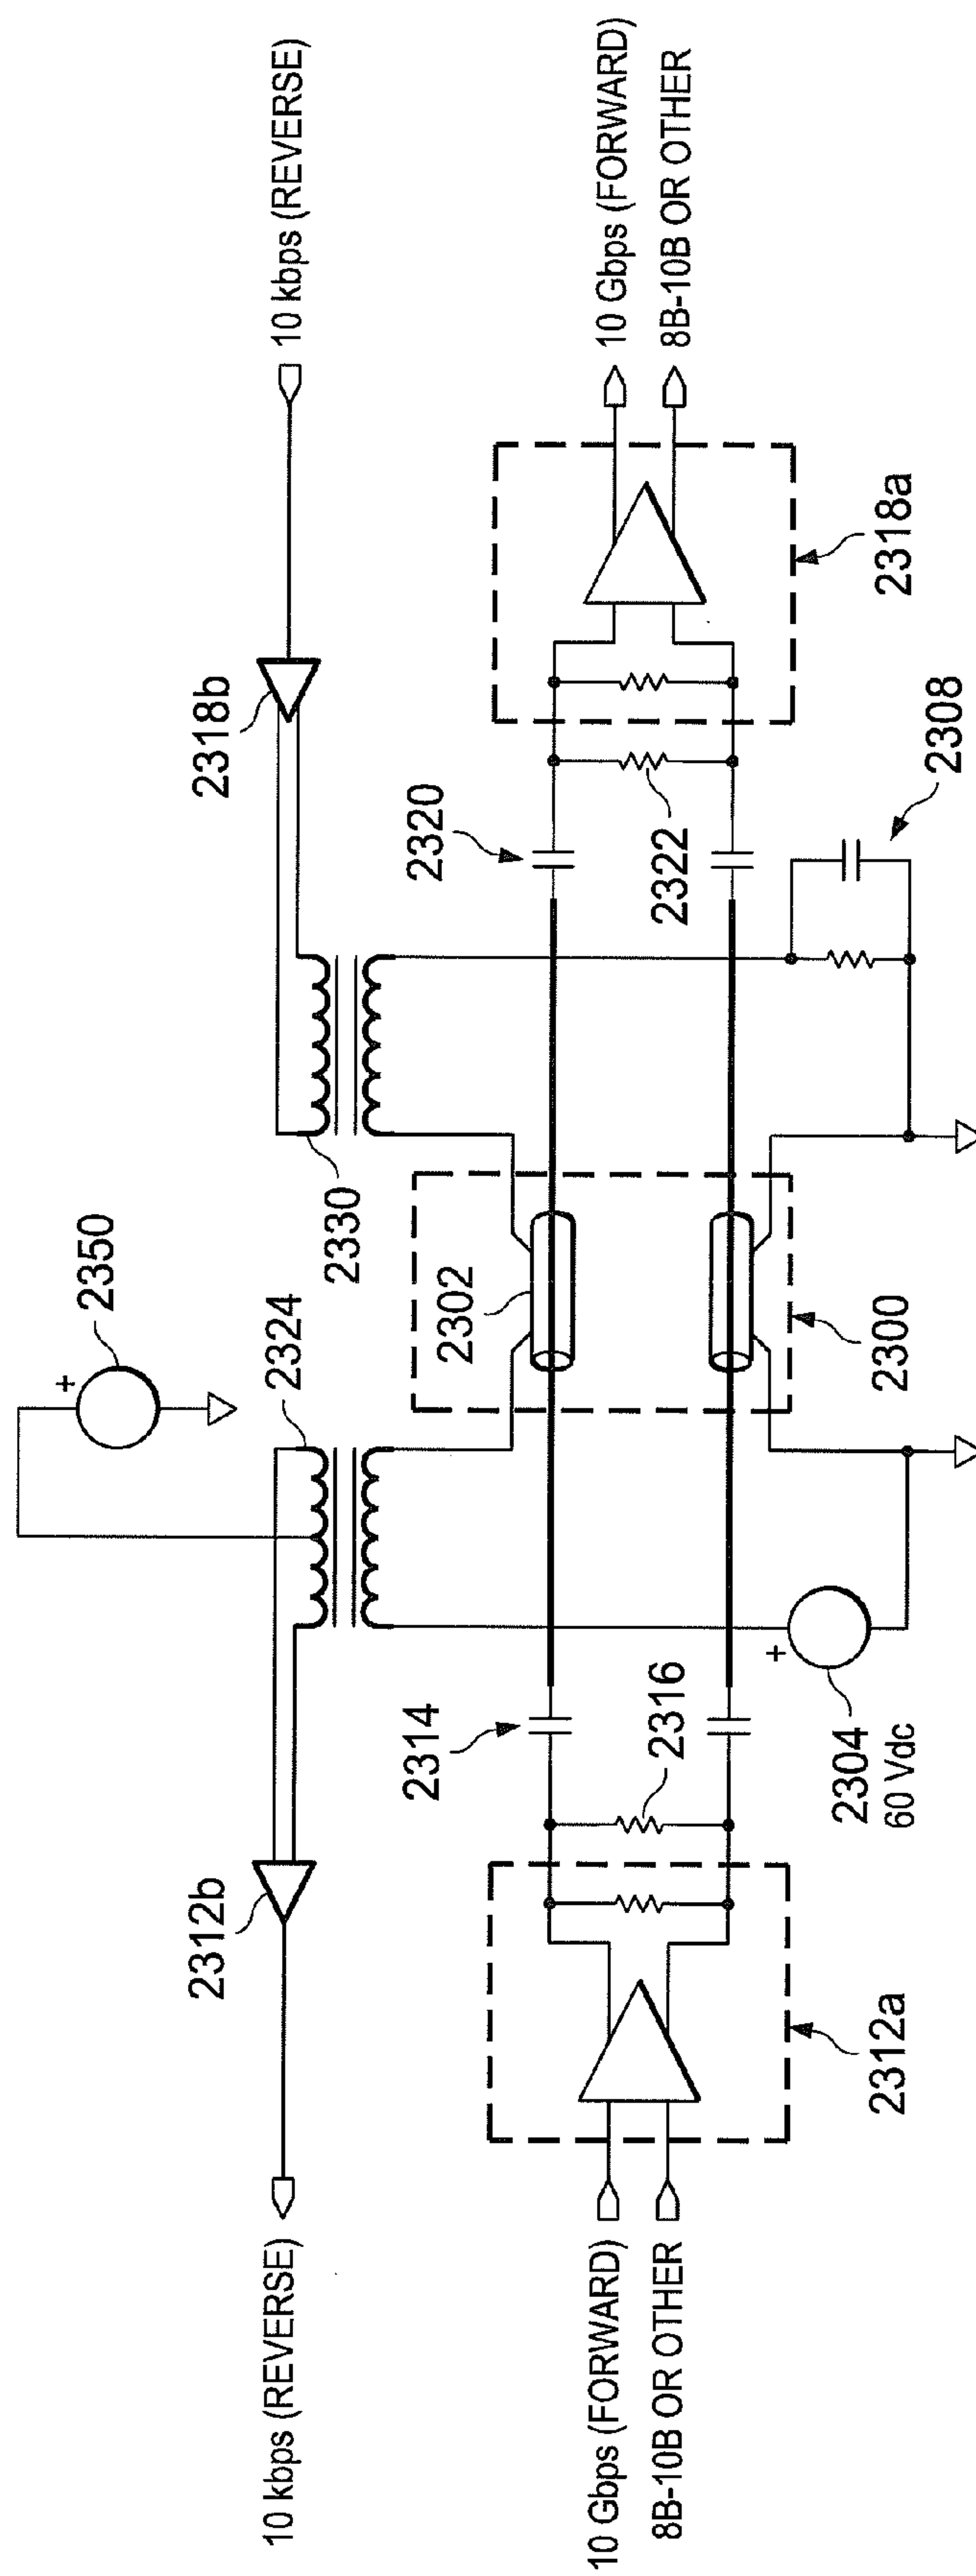 10 kbps (REVERSE)
10 Gbps (FORWARD)
8B-10B OR OTHER
2312b
2312a
2314
2316
2304
60 Vdc
2324
+
2350
+
2302
2300
2330
2318b
2320
2322
2308
2318a
10 kbps (REVERSE)
10 Gbps (FORWARD)
8B-10B OR OTHER